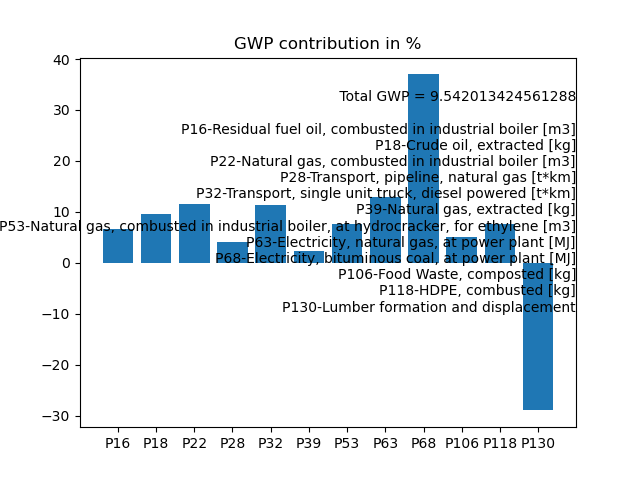 GWP contribution in %
40
30
20
10
0
−10
−20
−30
Total GWP = 9.542013424561288
P16-Residual fuel oil, combusted in industrial boiler [m3]
P18-Crude oil, extracted [kg]
P22-Natural gas, combusted in industrial boiler [m3]
P28-Transport, pipeline, natural gas [t*km]
P32-Transport, single unit truck, diesel powered [t*km]
P39-Natural gas, extracted [kg]
P53-Natural gas, combusted in industrial boiler, at hydrocracker, for ethylene [m3]
P63-Electricity, natural gas, at power plant [MJ]
P68-Electricity, bituminous coal, at power plant [MJ]
P106-Food Waste, composted [kg]
P118-HDPE, combusted [kg]
P130-Lumber formation and displacement
P16 P18 P22 P28 P32 P39 P53 P63 P68 P106 P118 P130